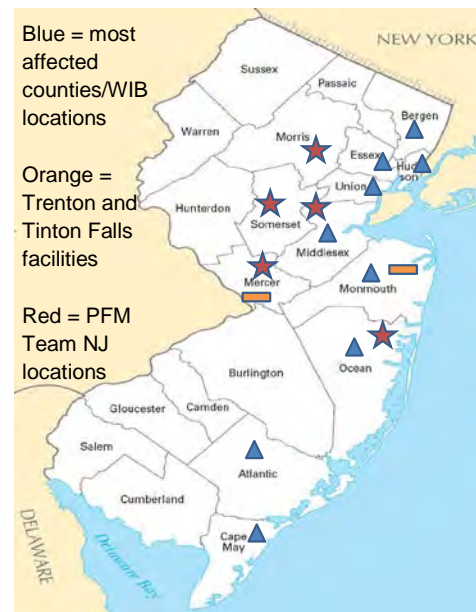 Blue = most
affected
counties/WIB
locations
Orange =
Trenton and
Tinton Falls
facilities
Red = PFM
Team NJ
locations
NEW YORK
Sussex
Passaic
Bergen
Warren
Morris
Essex
Hud
son
Union
Hunterdon
Somerset
Middlesex
Mercer
Monmouth
Ocean
Burlington
Camden
Gloucester
Salem
Atlantic
Cumberland
Cape
May
DELAWARE
Delaware Bay